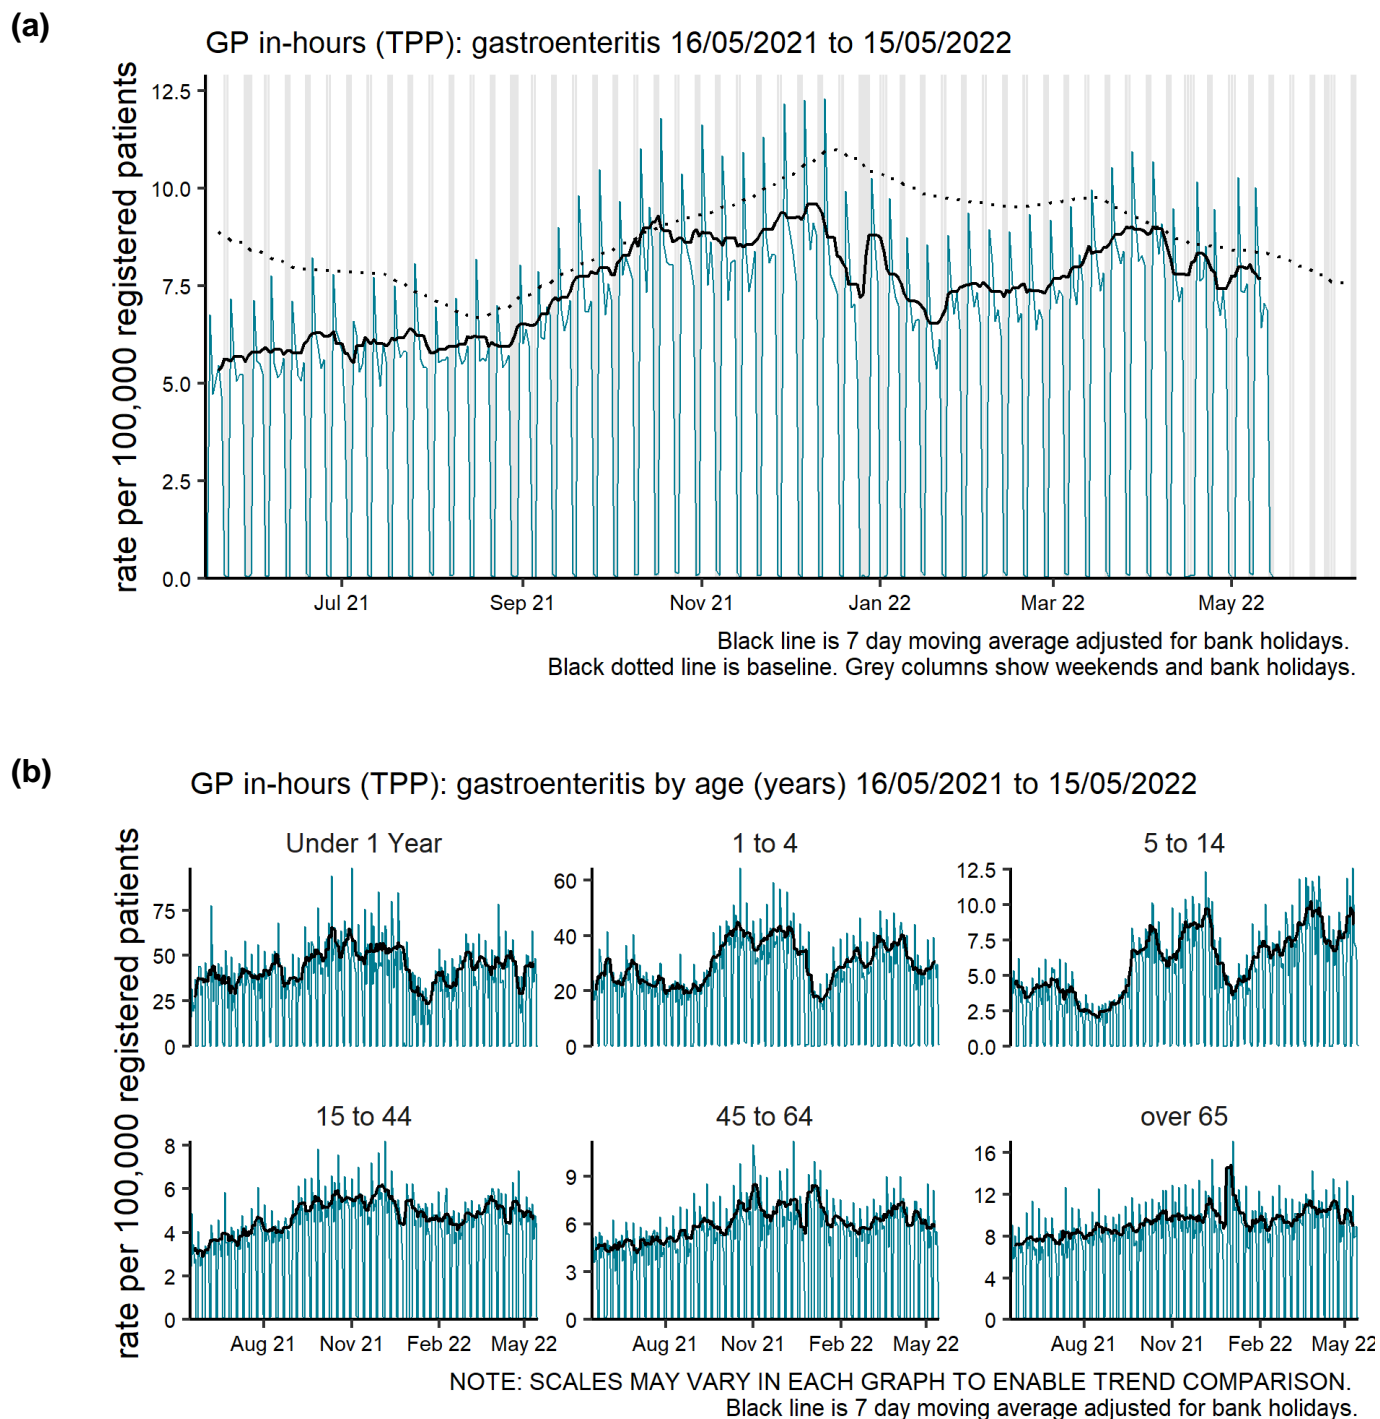 (a)
GP in-hours (TPP): gastroenteritis 16/05/2021 to 15/05/2022
rate per 100,000 registered patients
12.5
10.0
7.5
5.0
2.5
0.0
Jul 21 Sep 21 Nov 21 Jan 22 Mar 22 May 22
Black line is 7 day moving average adjusted for bank holidays.
Black dotted line is baseline. Grey columns show weekends and bank holidays.
(b)
GP in-hours (TPP): gastroenteritis by age (years) 16/05/2021 to 15/05/2022
rate per 100,000 registered patients
Under 1 Year
75
50
25
0
1 to 4
60
40
20
0
5 to 14
12.5
10.0
7.5
5.0
2.5
0.0
15 to 44
8
6
4
2
0
Aug 21 Nov 21 Feb 22 May 22
45 to 64
9
6
3
0
Aug 21 Nov 21 Feb 22 May 22
over 65
16
12
8
4
0
Aug 21 Nov 21 Feb 22 May 22
NOTE: SCALES MAY VARY IN EACH GRAPH TO ENABLE TREND COMPARISON.
Black line is 7 day moving average adjusted for bank holidays.